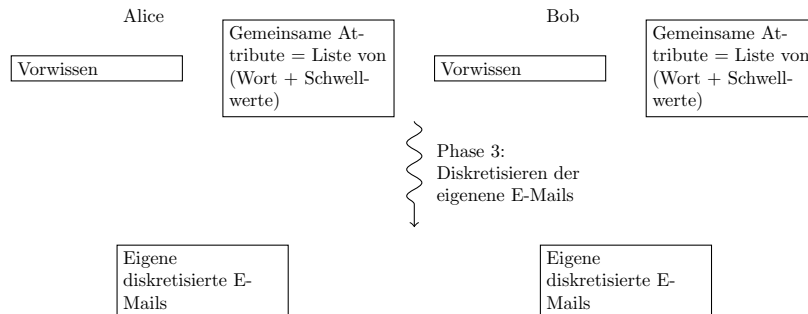 Alice
Bob
Vorwissen
Gemeinsame At-
tribute = Liste von
(Wort + Schwell-
werte)
Vorwissen
Gemeinsame At-
tribute = Liste von
(Wort + Schwell-
werte)
Phase 3:
Diskretisieren der
eigenene E-Mails
Eigene
diskretisierte E-
Mails
Eigene
diskretisierte E-
Mails